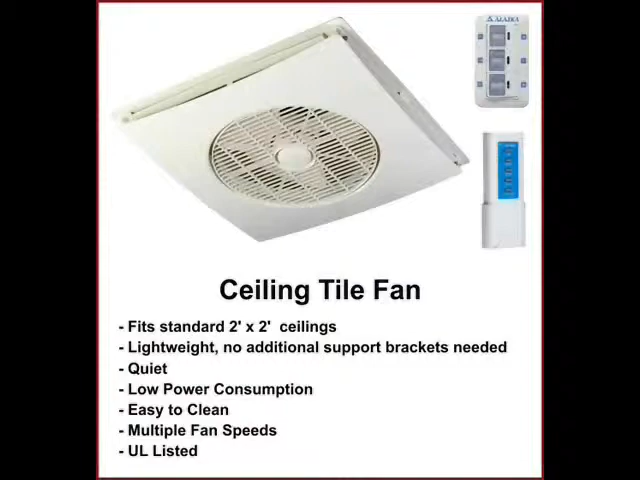 ALASKA
Ceiling Tile Fan
- Fits standard 2' x 2' ceilings
- Lightweight, no additional support brackets needed
- Quiet
- Low Power Consumption
- Easy to Clean
- Multiple Fan Speeds
- UL Listed